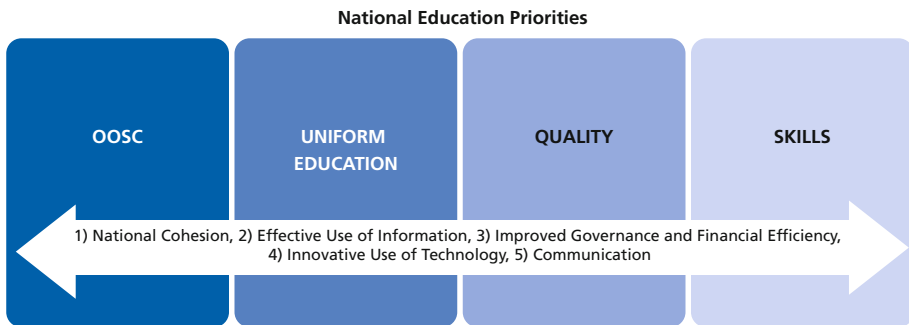 National Education Priorities
OOSC
UNIFORM
EDUCATION
QUALITY
SKILLS
1) National Cohesion, 2) Effective Use of Information, 3) Improved Governance and Financial Efficiency,
4) Innovative Use of Technology, 5) Communication